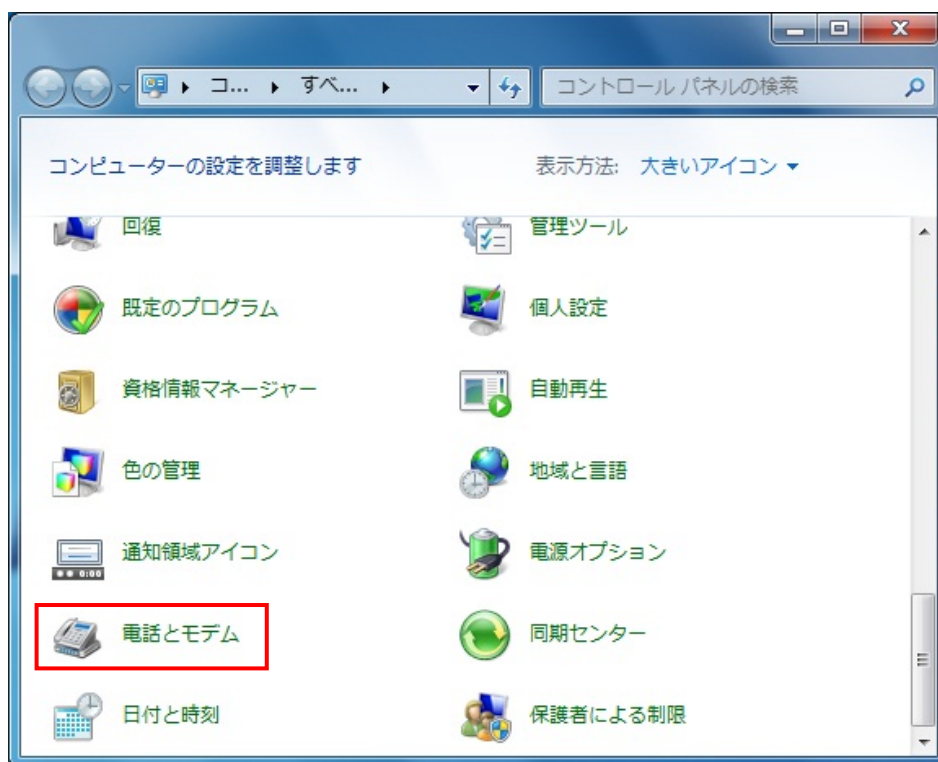 コ... すべ... コントロール パネルの検索
コンピューターの設定を調整します 表示方法: 大きいアイコン
回復 管理ツール
既定のプログラム 個人設定
資格情報マネージャー 自動再生
色の管理 地域と言語
通知領域アイコン 電源オプション
電話とモデム 同期センター
日付と時刻 保護者による制限